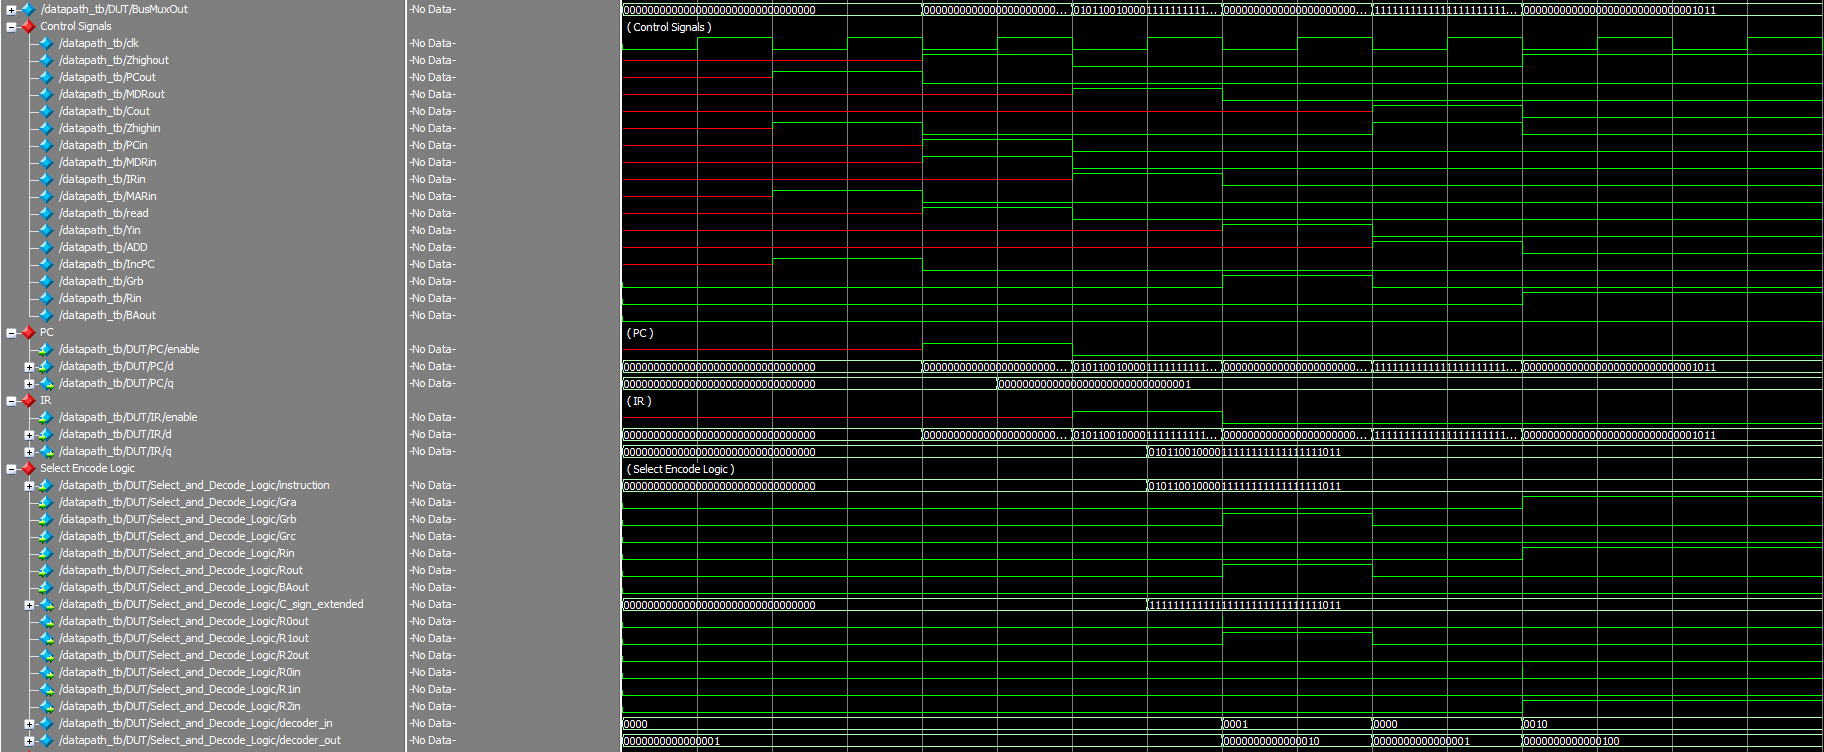 /datapath_tb/DUT/BusMuxOut -No Data- 00000000000000000000000000000000 0000000000000000000000... 0101100100001111111111... 0000000000000000000000... 1111111111111111111111... 00000000000000000000000000001011
Control Signals ( Control Signals )
/datapath_tb/clk -No Data-
/datapath_tb/Zhighout -No Data-
/datapath_tb/PCout -No Data-
/datapath_tb/MDRout -No Data-
/datapath_tb/Cout -No Data-
/datapath_tb/Zhighin -No Data-
/datapath_tb/PCin -No Data-
/datapath_tb/MDRin -No Data-
/datapath_tb/IRin -No Data-
/datapath_tb/MARin -No Data-
/datapath_tb/read -No Data-
/datapath_tb/Yin -No Data-
/datapath_tb/ADD -No Data-
/datapath_tb/IncPC -No Data-
/datapath_tb/Grb -No Data-
/datapath_tb/Rin -No Data-
/datapath_tb/BAout -No Data-
PC ( PC )
/datapath_tb/DUT/PC/enable -No Data-
/datapath_tb/DUT/PC/d -No Data- 00000000000000000000000000000000 0000000000000000000000... 0101100100001111111111... 0000000000000000000000... 1111111111111111111111... 00000000000000000000000000001011
/datapath_tb/DUT/PC/q -No Data- 00000000000000000000000000000000 00000000000000000000000000000001
IR ( IR )
/datapath_tb/DUT/IR/enable -No Data-
/datapath_tb/DUT/IR/d -No Data- 00000000000000000000000000000000 0000000000000000000000... 0101100100001111111111... 0000000000000000000000... 1111111111111111111111... 00000000000000000000000000001011
/datapath_tb/DUT/IR/q -No Data- 00000000000000000000000000000000 01011001000011111111111111111011
Select Encode Logic ( Select Encode Logic )
/datapath_tb/DUT/Select_and_Decode_Logic/instruction -No Data- 00000000000000000000000000000000 01011001000011111111111111111011
/datapath_tb/DUT/Select_and_Decode_Logic/Gra -No Data-
/datapath_tb/DUT/Select_and_Decode_Logic/Grb -No Data-
/datapath_tb/DUT/Select_and_Decode_Logic/Grc -No Data-
/datapath_tb/DUT/Select_and_Decode_Logic/Rin -No Data-
/datapath_tb/DUT/Select_and_Decode_Logic/Rout -No Data-
/datapath_tb/DUT/Select_and_Decode_Logic/BAout -No Data-
/datapath_tb/DUT/Select_and_Decode_Logic/C_sign_extended -No Data- 00000000000000000000000000000000 11111111111111111111111111111011
/datapath_tb/DUT/Select_and_Decode_Logic/R0out -No Data-
/datapath_tb/DUT/Select_and_Decode_Logic/R1out -No Data-
/datapath_tb/DUT/Select_and_Decode_Logic/R2out -No Data-
/datapath_tb/DUT/Select_and_Decode_Logic/R0in -No Data-
/datapath_tb/DUT/Select_and_Decode_Logic/R1in -No Data-
/datapath_tb/DUT/Select_and_Decode_Logic/R2in -No Data-
/datapath_tb/DUT/Select_and_Decode_Logic/decoder_in -No Data- 0000 0001 0000 0010
/datapath_tb/DUT/Select_and_Decode_Logic/decoder_out -No Data- 0000000000000001 0000000000000010 0000000000000001 0000000000000100